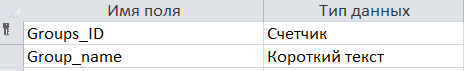 Имя поля Тип данных
Groups_ID Счетчик
Group_name Короткий текст